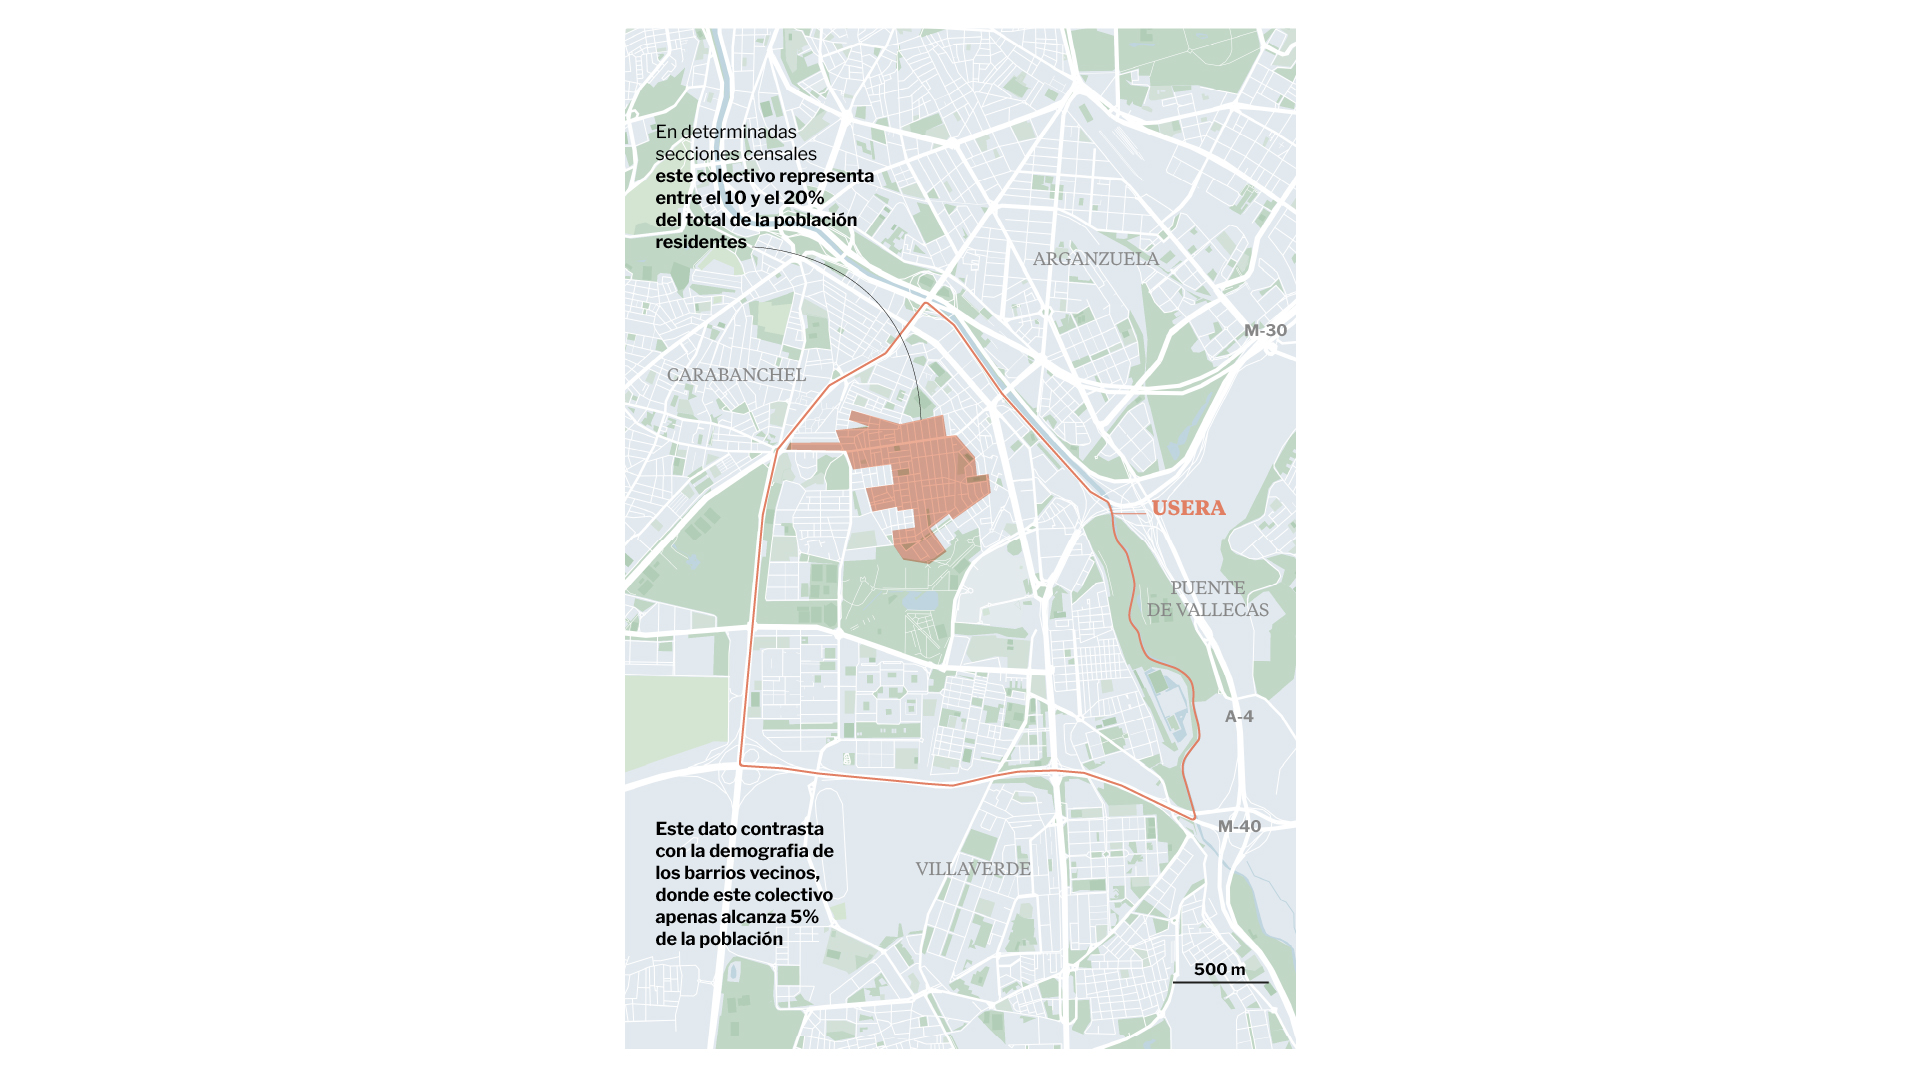 En determinadas
secciones censales
este colectivo representa
entre el 10 y el 20%
del total de la población
residentes
ARGANZUELA
M-30
CARABANCHEL
USERA
PUENTE
DE VALLECAS
A-4
M-40
Este dato contrasta
con la demografia de
los barrios vecinos,
donde este colectivo
apenas alcanza 5%
de la población
VILLAVERDE
500 m